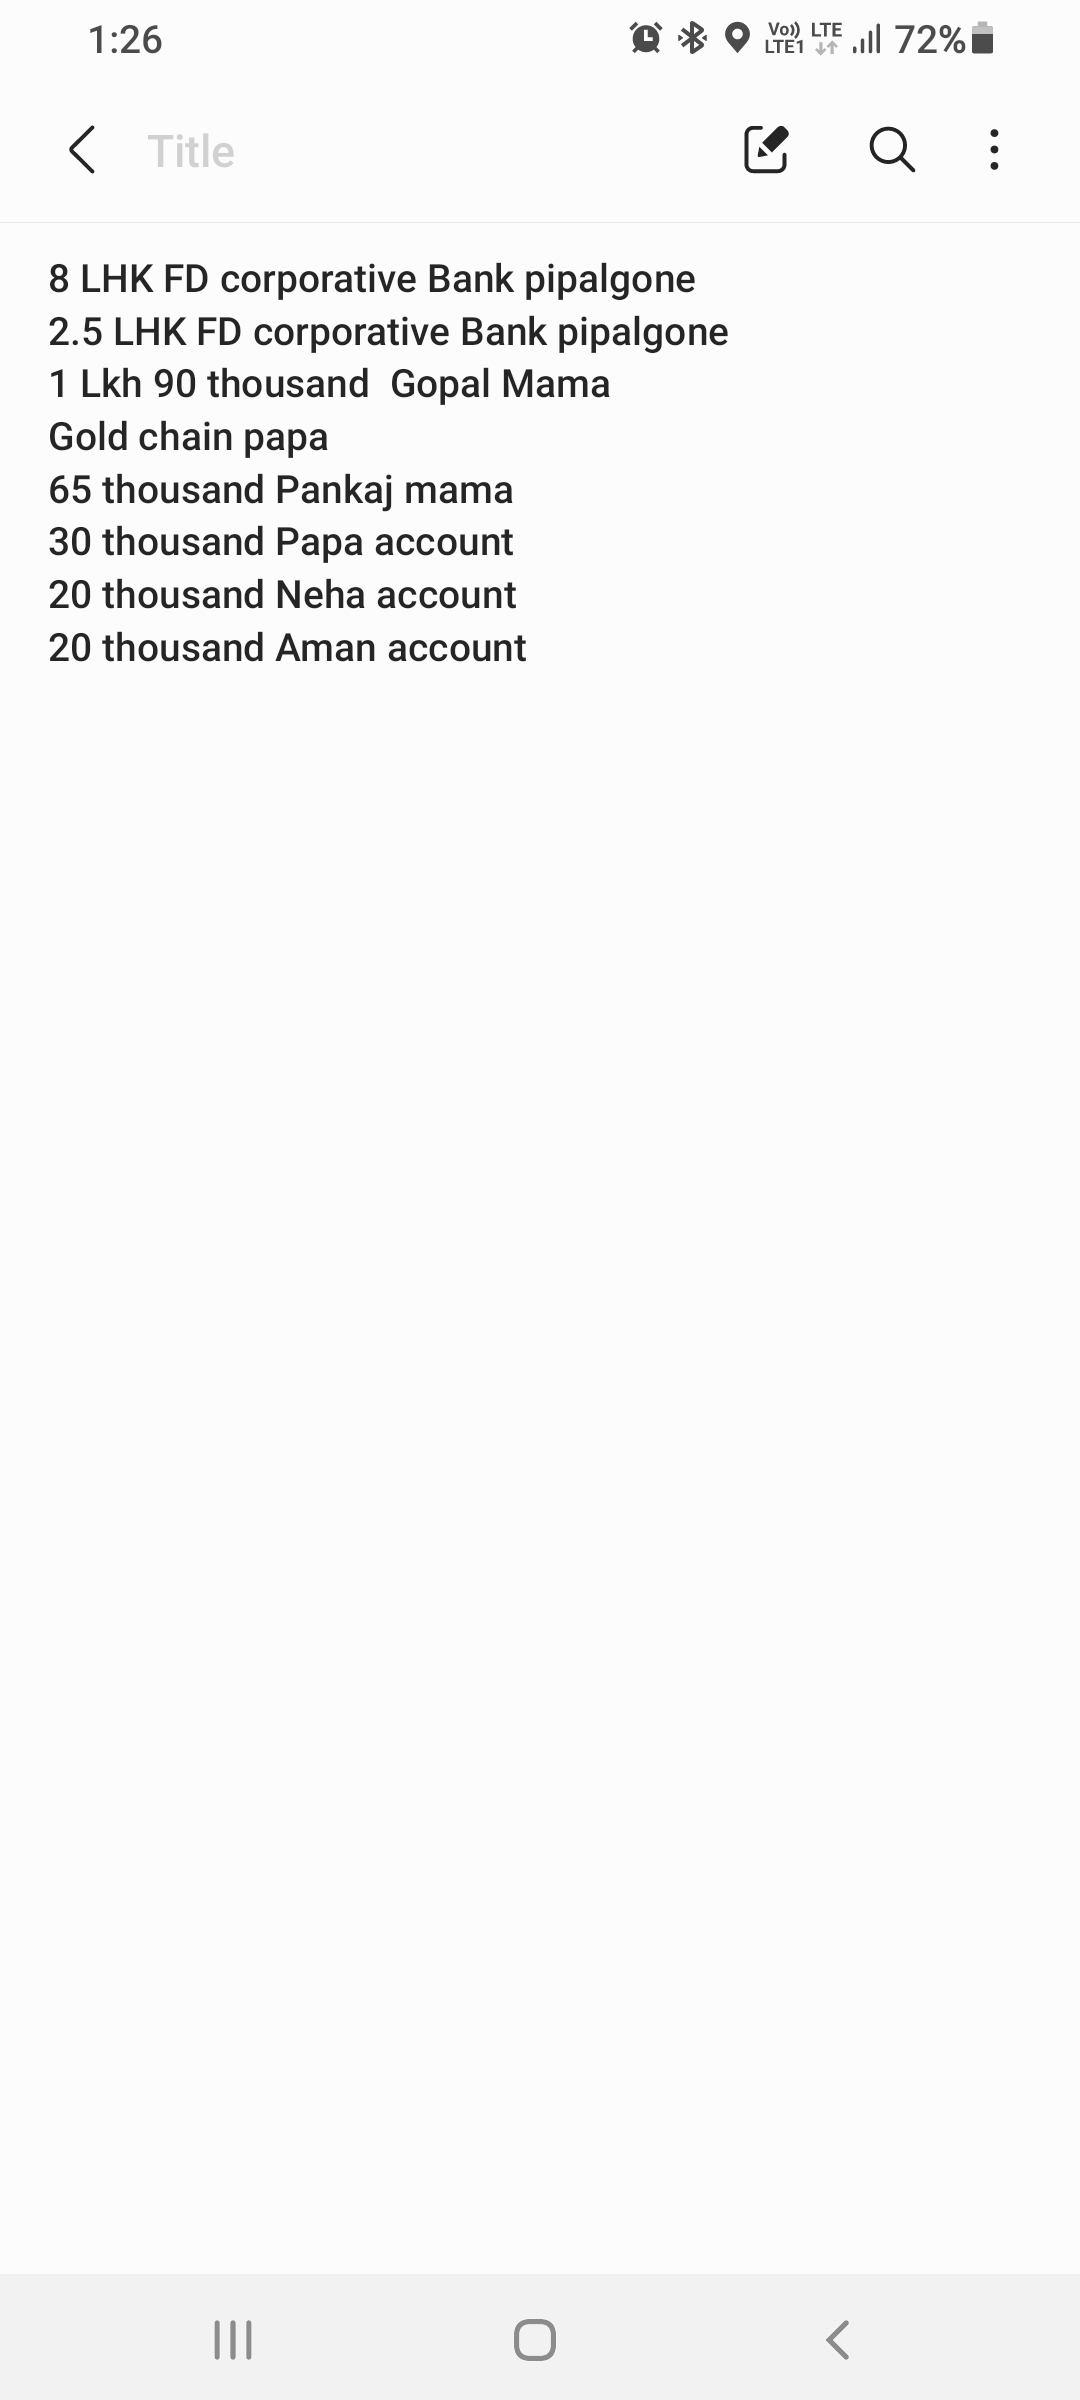 1:26
Vo)) LTE1 LTE 72%
Title
8 LHK FD corporative Bank pipalgone
2.5 LHK FD corporative Bank pipalgone
1 Lkh 90 thousand  Gopal Mama
Gold chain papa
65 thousand Pankaj mama
30 thousand Papa account
20 thousand Neha account
20 thousand Aman account